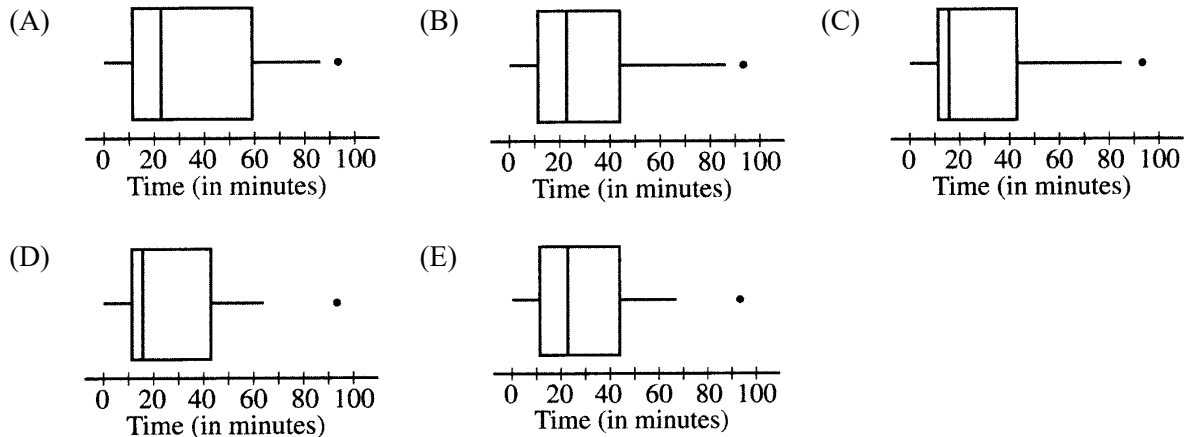 (A) (B) (C)
0 20 40 60 80 100 0 20 40 60 80 100 0 20 40 60 80 100
Time (in minutes) Time (in minutes) Time (in minutes)
(D) (E)
0 20 40 60 80 100 0 20 40 60 80 100
Time (in minutes) Time (in minutes)